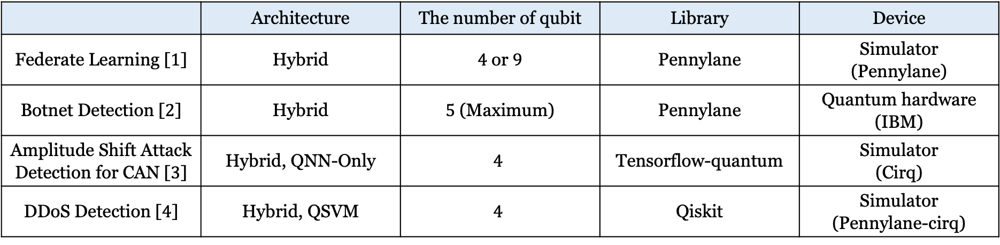 Architecture
The number of qubit
Library
Device
Federate Learning [1]
Hybrid
4 or 9
Pennylane
Simulator
(Pennylane)
Botnet Detection [2]
Hybrid
5 (Maximum)
Pennylane
Quantum hardware
(IBM)
Amplitude Shift Attack
Detection for CAN [3]
Hybrid, QNN-Only
4
Tensorflow-quantum
Simulator
(Cirq)
DDoS Detection [4]
Hybrid, QSVM
4
Qiskit
Simulator
(Pennylane-cirq)